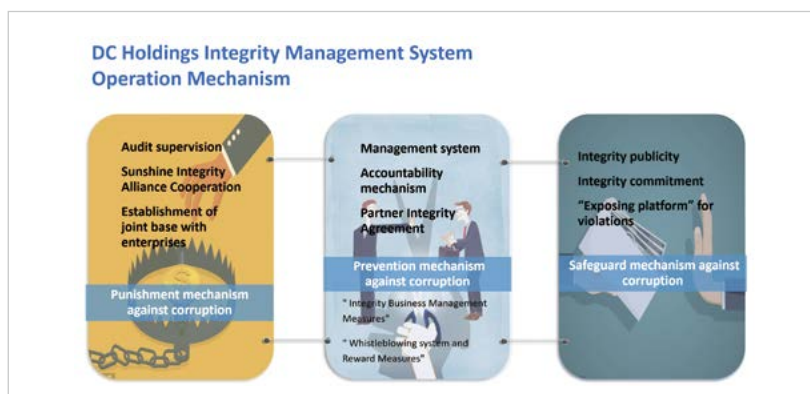 DC Holdings Integrity Management System
Operation Mechanism
Audit supervision
Sunshine Integrity
Alliance Cooperation
Establishment of
joint base with
enterprises
Punishment mechanism
against corruption
Management system
Accountability
mechanism
Partner Integrity
Agreement
Prevention mechanism
against corruption
" Integrity Business Management
Measures"
" Whistleblowing system and
Reward Measures"
Integrity publicity
Integrity commitment
“Exposing platform” for
violations
Safeguard mechanism against
corruption